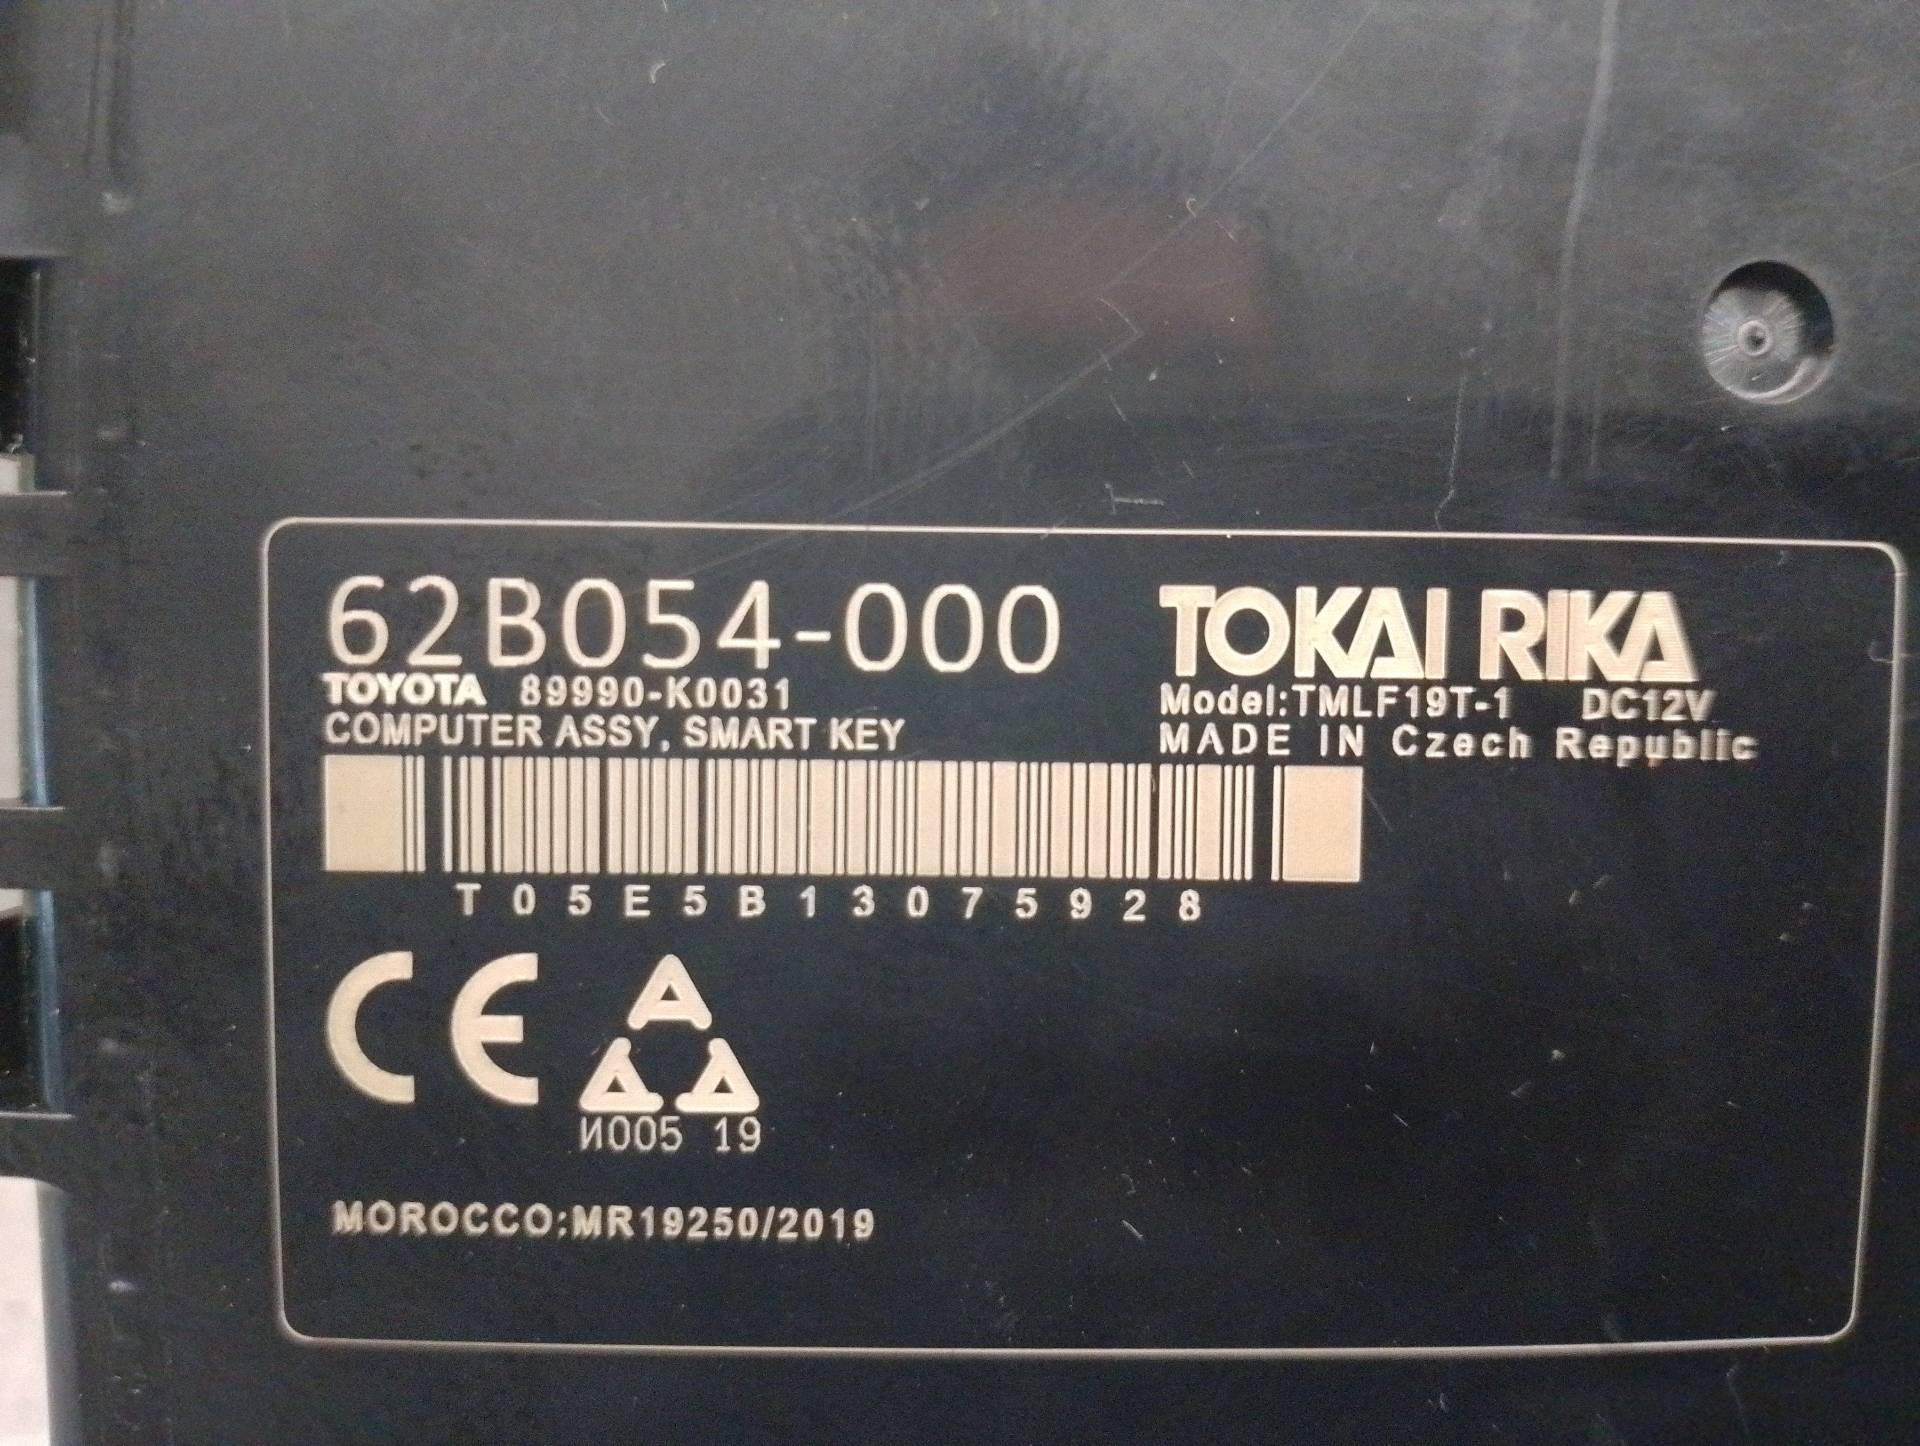 62B054-000
TOYOTA 89990-K0031
COMPUTER ASSY, SMART KEY
TOKAI RIKA
Model:TMLF19T-1 DC12V
MADE IN Czech Republic
T05E5B13075928
CE
A
И005 19
MOROCCO:MR19250/2019